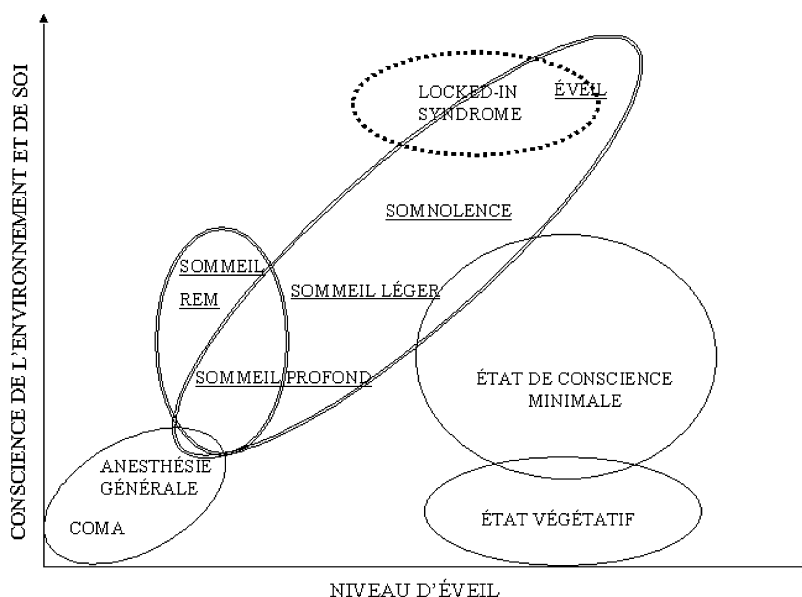 CONSCIENCE DE L'ENVIRONNEMENT ET DE SOI
LOCKED-IN
SYNDROME
ÉVEIL
SOMNOLENCE
SOMMEIL
REM
SOMMEIL LÉGER
SOMMEIL PROFOND
ÉTAT DE CONSCIENCE
MINIMALE
ANESTHÉSIE
GÉNÉRALE
COMA
ÉTAT VÉGÉTATIF
NIVEAU D'ÉVEIL